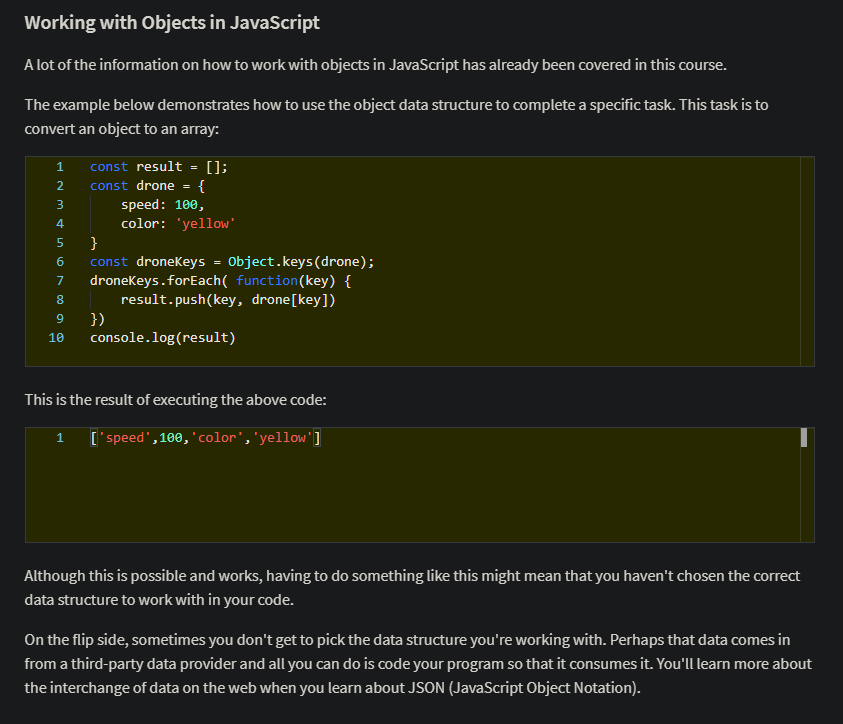 Working with Objects in JavaScript
A lot of the information on how to work with objects in JavaScript has already been covered in this course.
The example below demonstrates how to use the object data structure to complete a specific task. This task is to
convert an object to an array:
1 const result = [];
2 const drone = {
3     speed: 100,
4     color: 'yellow'
5 }
6 const droneKeys = Object.keys(drone);
7 droneKeys.forEach( function(key) {
8     result.push(key, drone[key])
9 })
10 console.log(result)
This is the result of executing the above code:
1 ['speed',100,'color','yellow']
Although this is possible and works, having to do something like this might mean that you haven't chosen the correct
data structure to work with in your code.
On the flip side, sometimes you don't get to pick the data structure you're working with. Perhaps that data comes in
from a third-party data provider and all you can do is code your program so that it consumes it. You'll learn more about
the interchange of data on the web when you learn about JSON (JavaScript Object Notation).